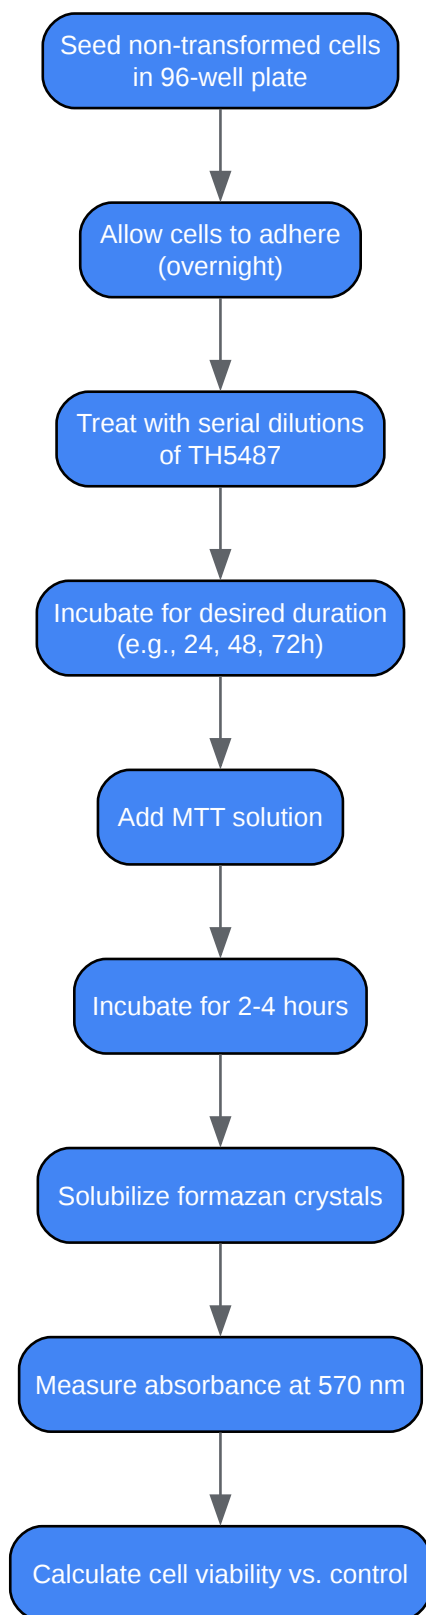 Seed non-transformed cells
in 96-well plate
Allow cells to adhere
(overnight)
Treat with serial dilutions
of TH5487
Incubate for desired duration
(e.g., 24, 48, 72h)
Add MTT solution
Incubate for 2-4 hours
Solubilize formazan crystals
Measure absorbance at 570 nm
Calculate cell viability vs. control